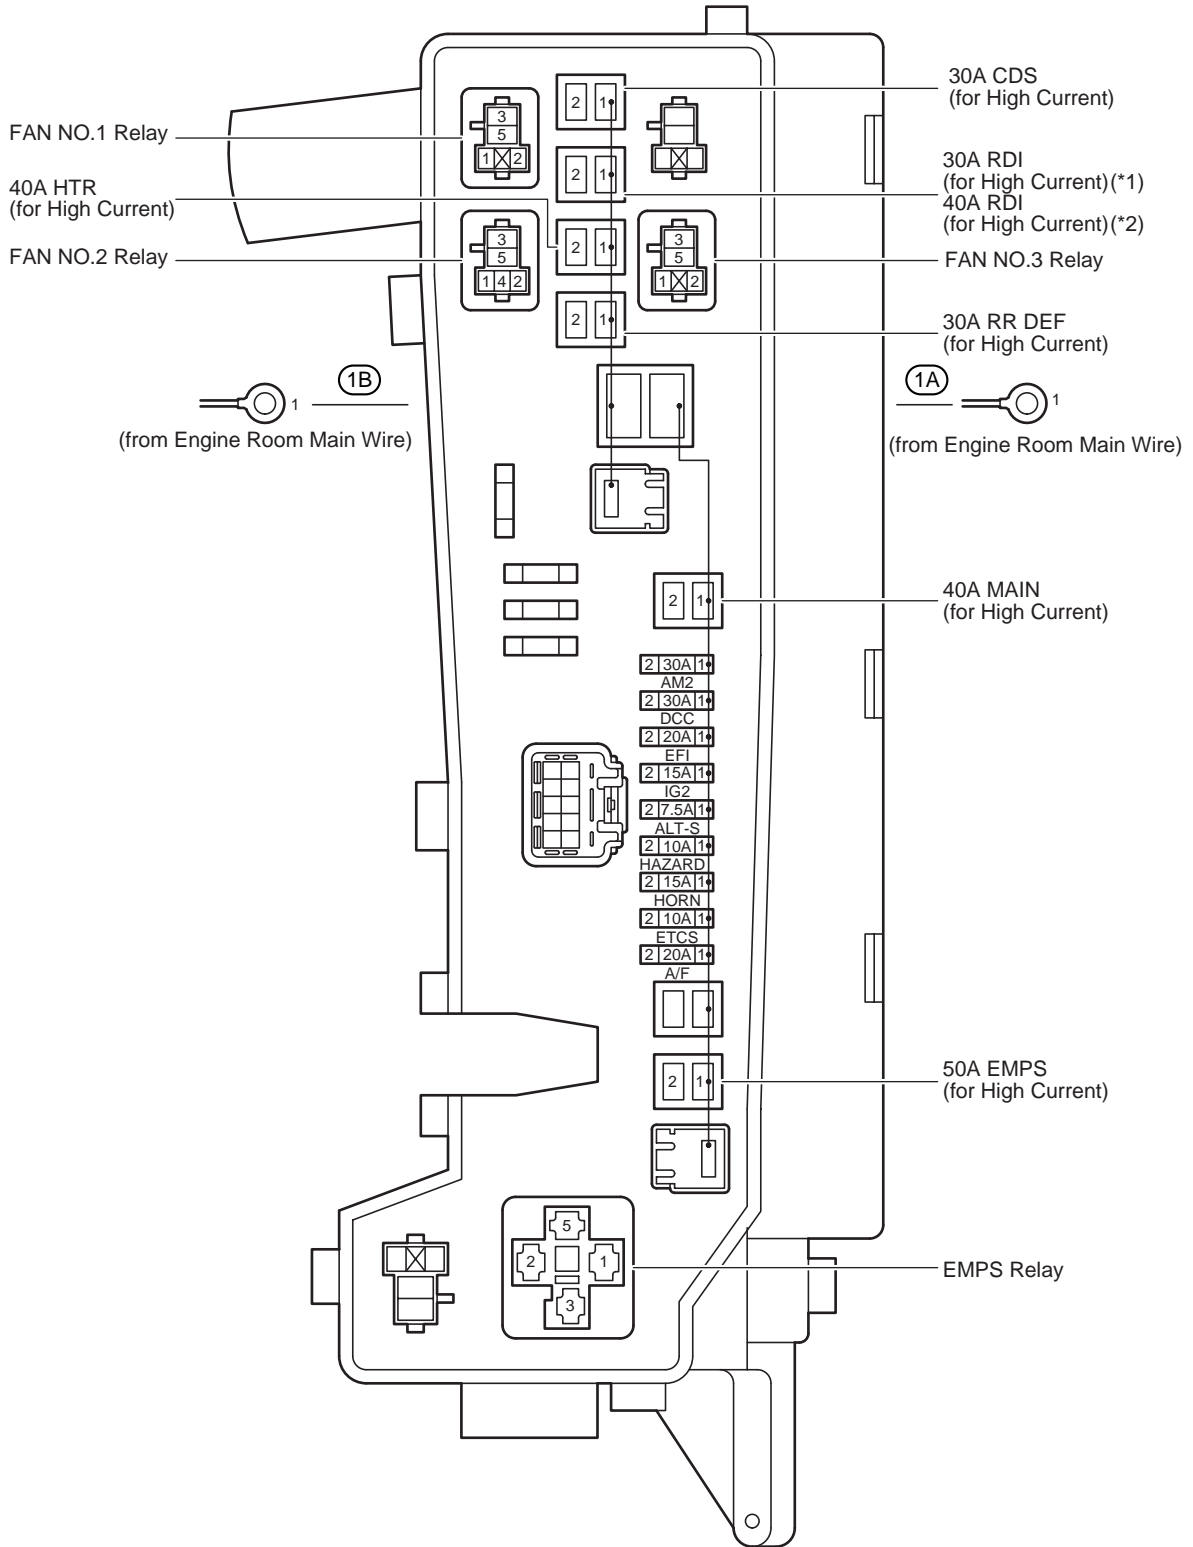 30A CDS
(for High Current)
FAN NO.1 Relay
3
5
1 2
2 1
30A RDI
(for High Current)(*1)
40A RDI
(for High Current)(*2)
2 1
40A HTR
(for High Current)
FAN NO.2 Relay
3
5
1 4 2
2 1
3
5
1 2
FAN NO.3 Relay
2 1
30A RR DEF
(for High Current)
1B
1
(from Engine Room Main Wire)
1A
1
(from Engine Room Main Wire)
2 1
40A MAIN
(for High Current)
2 30A 1
AM2
2 30A 1
DCC
2 20A 1
EFI
2 15A 1
IG2
2 7.5A 1
ALT-S
2 10A 1
HAZARD
2 15A 1
HORN
2 10A 1
ETCS
2 20A 1
A/F
2 1
50A EMPS
(for High Current)
5
2 1
3
EMPS Relay